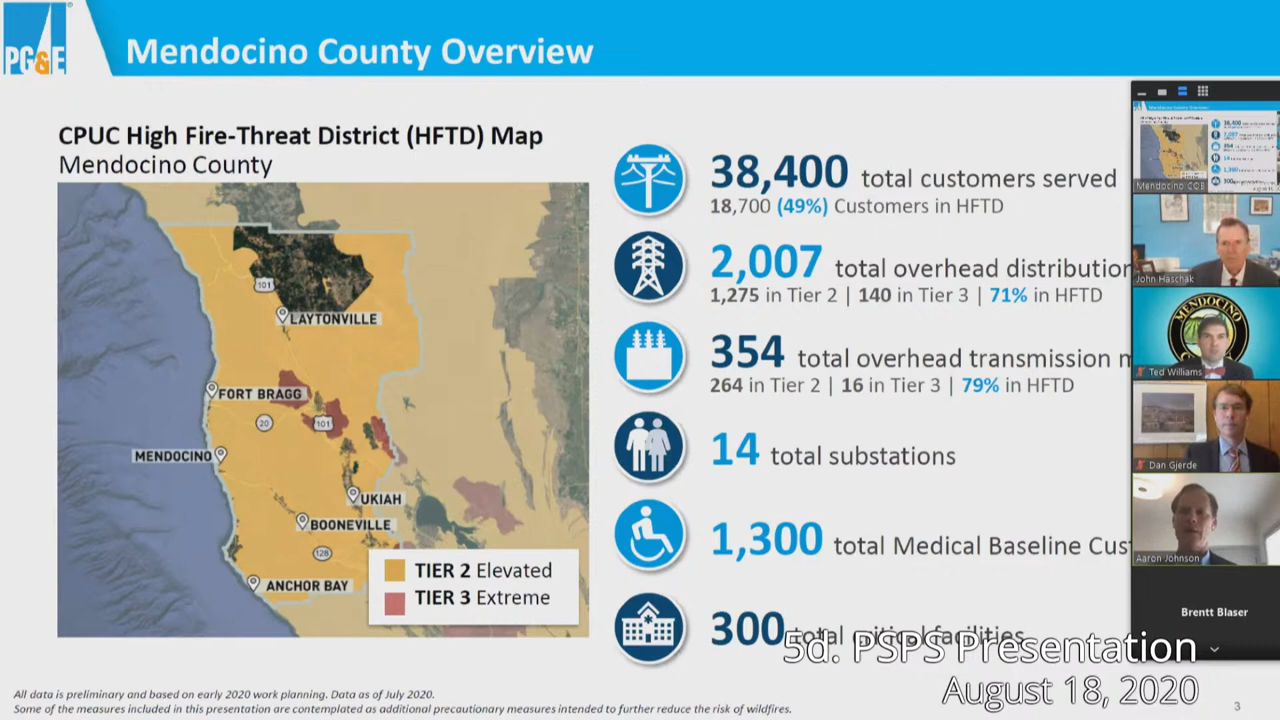 PG&E
Mendocino County Overview
CPUC High Fire-Threat District (HFTD) Map
Mendocino County
101
LAYTONVILLE
FORT BRAGG
20
101
MENDOCINO
UKIAH
BOONEVILLE
128
ANCHOR BAY
TIER 2 Elevated
TIER 3 Extreme
38,400 total customers served
18,700 (49%) Customers in HFTD
2,007 total overhead distribution
1,275 in Tier 2 | 140 in Tier 3 | 71% in HFTD
354 total overhead transmission m
264 in Tier 2 | 16 in Tier 3 | 79% in HFTD
14 total substations
1,300 total Medical Baseline Cus
300 total critical facilities
Mendocino COB
John Haschak
MENDOCINO
Ted Williams
Dan Gjerde
Aaron Johnson
Brentt Blaser
5d. PSPS Presentation
August 18, 2020
All data is preliminary and based on early 2020 work planning. Data as of July 2020.
Some of the measures included in this presentation are contemplated as additional precautionary measures intended to further reduce the risk of wildfires.
3